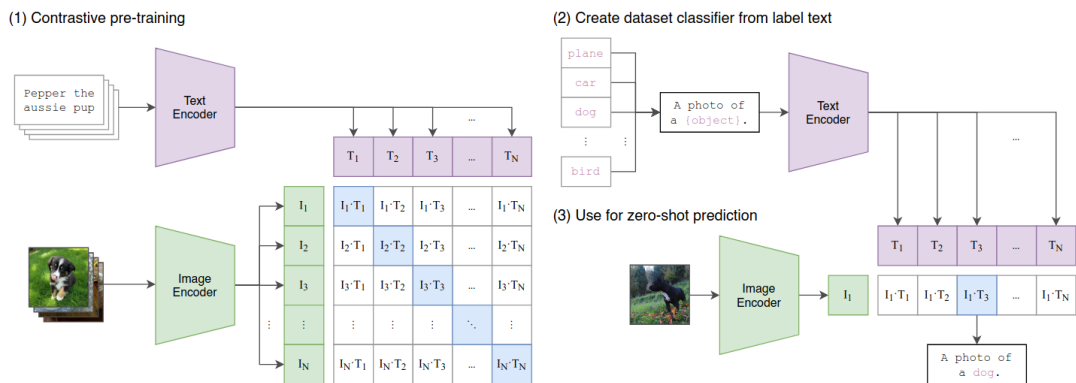 (1) Contrastive pre-training
Pepper the
aussie pup
Text
Encoder
...
T1 T2 T3 ... TN
I1 I1·T1 I1·T2 I1·T3 ... I1·TN
I2 I2·T1 I2·T2 I2·T3 ... I2·TN
Image
Encoder
I3 I3·T1 I3·T2 I3·T3 ... I3·TN
⋮ ⋮ ⋮ ⋮ ⋮ ⋱ ⋮
IN IN·T1 IN·T2 IN·T3 ... IN·TN
(2) Create dataset classifier from label text
plane
car
dog
⋮ ⋮
bird
A photo of
a {object}.
Text
Encoder
...
(3) Use for zero-shot prediction
T1 T2 T3 ... TN
Image
Encoder
I1 I1·T1 I1·T2 I1·T3 ... I1·TN
A photo of
a dog.